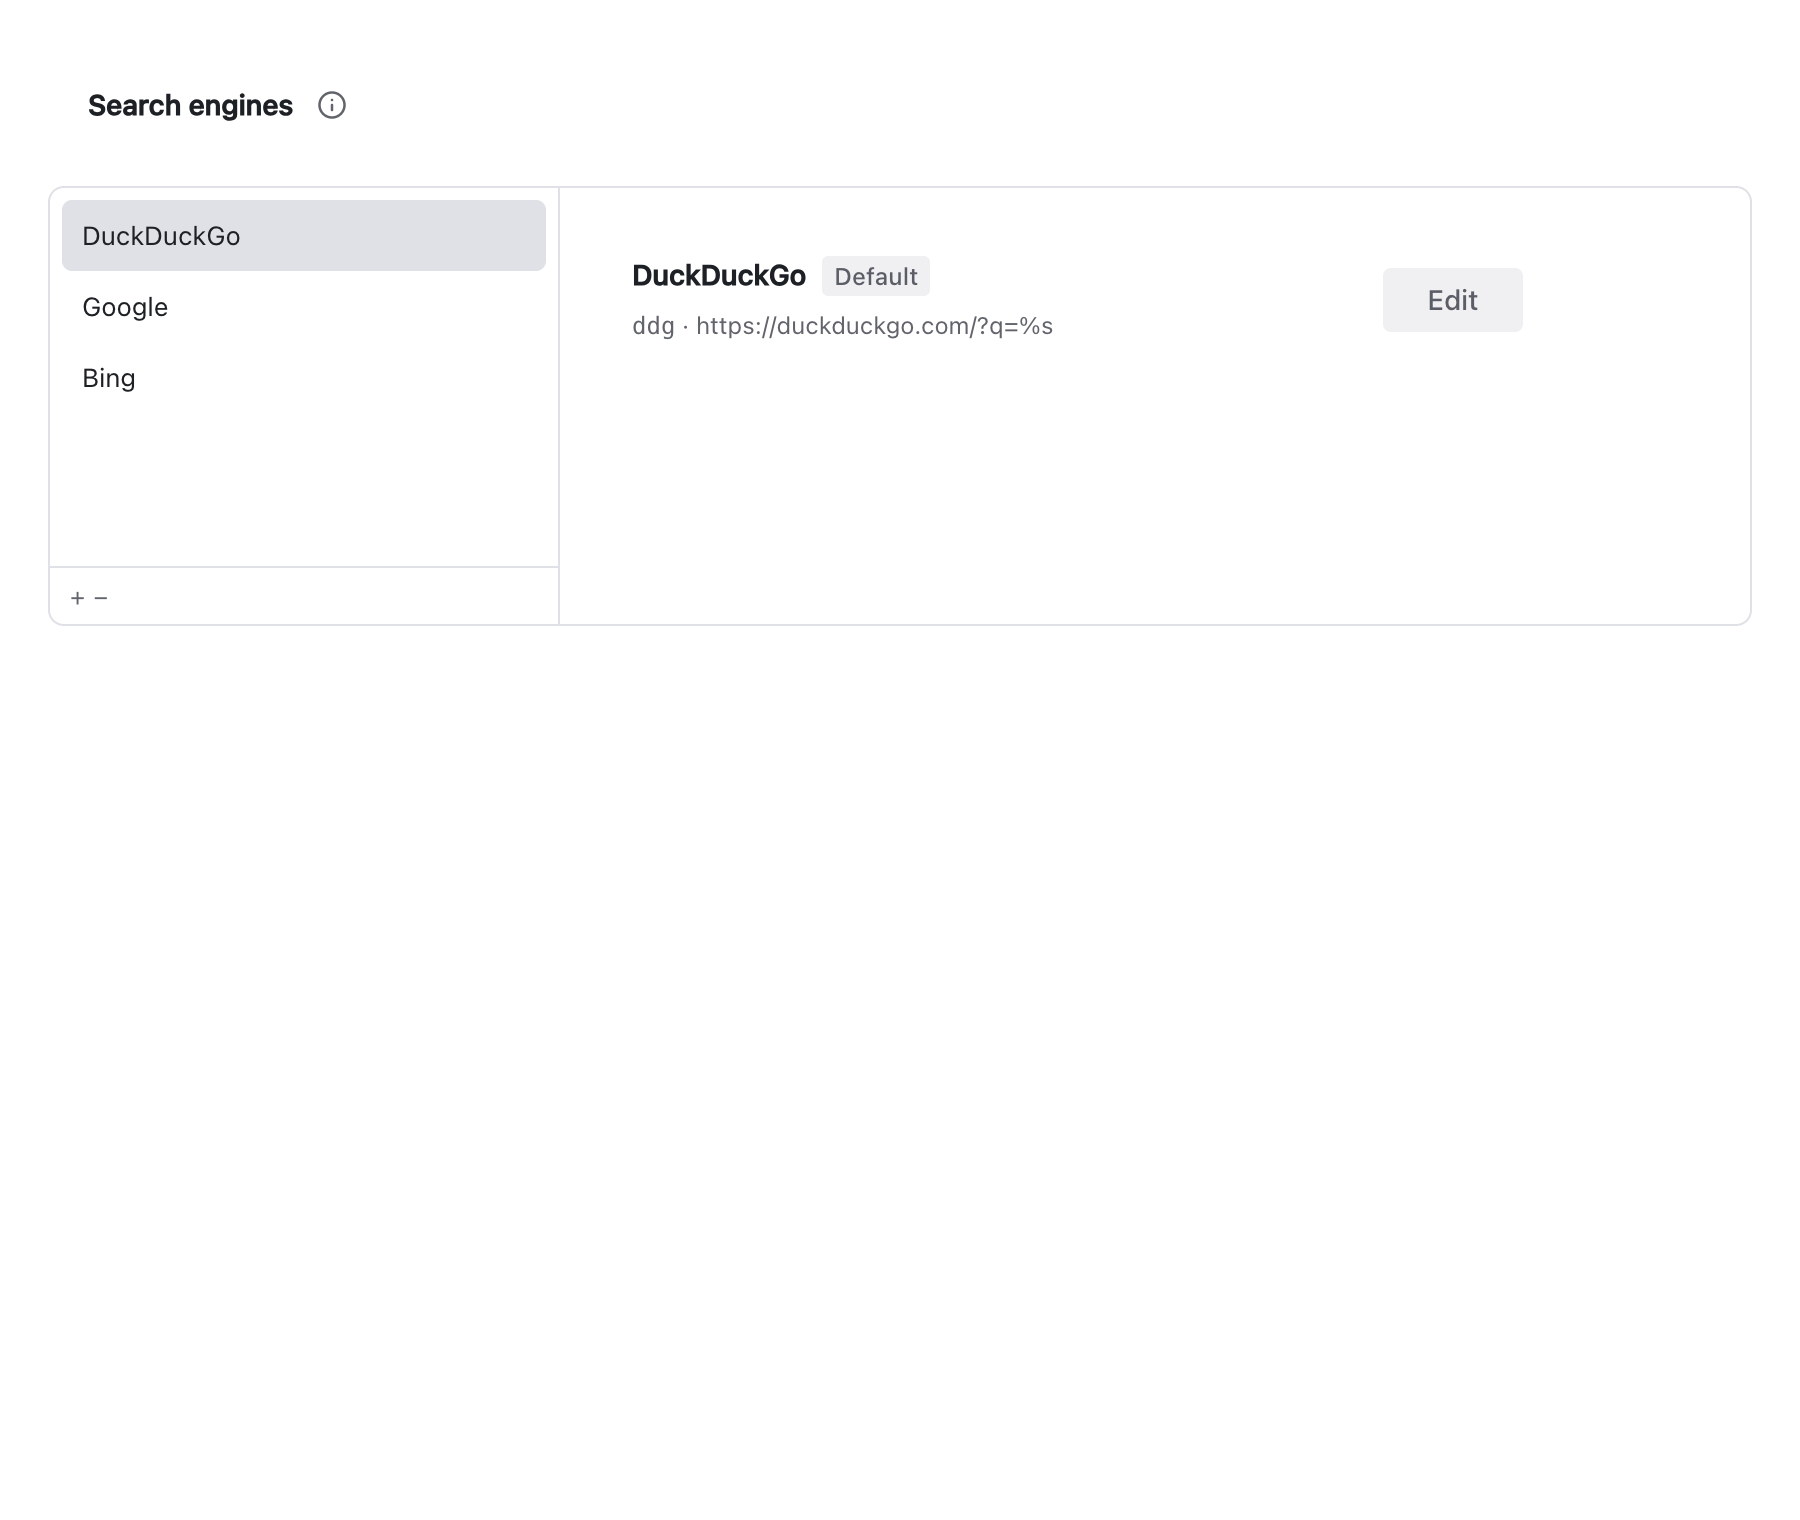 Search engines
DuckDuckGo
Google
Bing
+ −
DuckDuckGo Default
ddg · https://duckduckgo.com/?q=%s
Edit